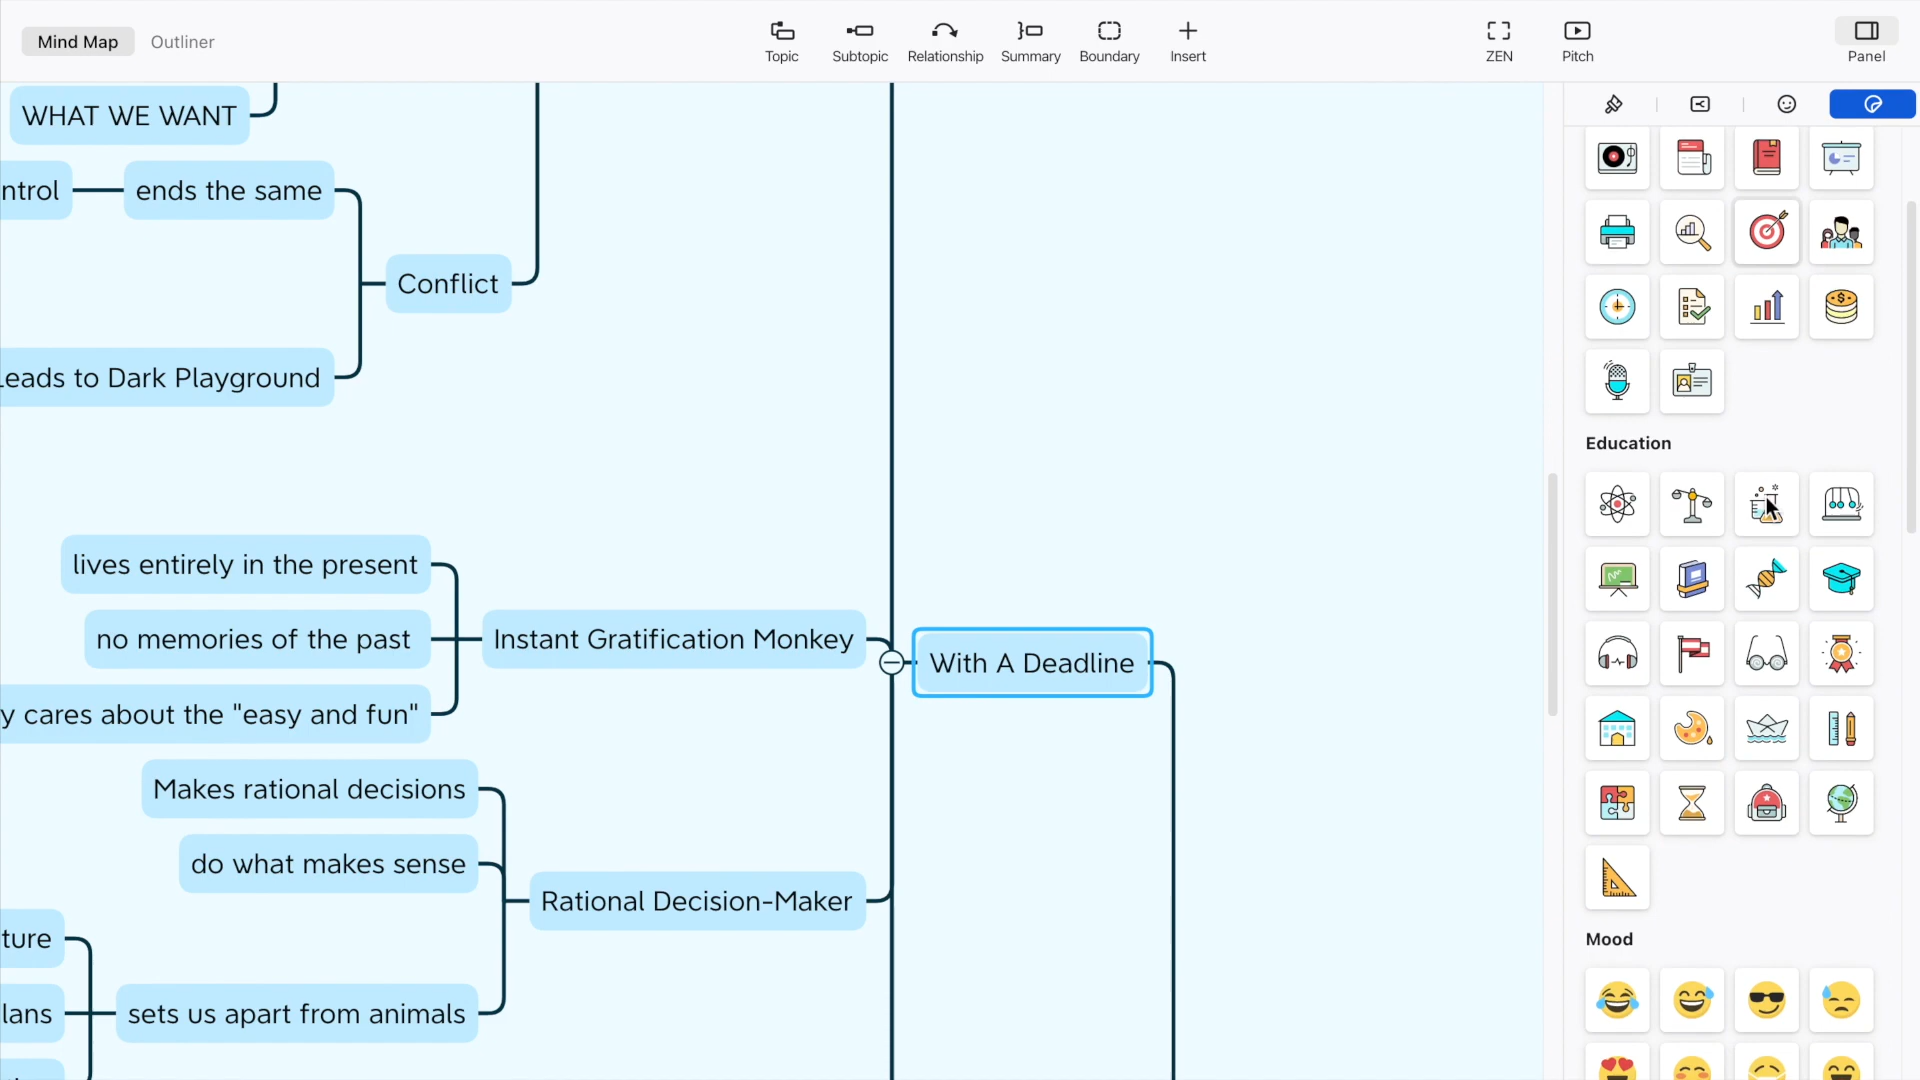 Mind Map
Outliner
Topic
Subtopic
Relationship
Summary
Boundary
Insert
ZEN
Pitch
Panel
WHAT WE WANT
ntrol
ends the same
Conflict
Leads to Dark Playground
lives entirely in the present
no memories of the past
Instant Gratification Monkey
With A Deadline
y cares about the "easy and fun"
Makes rational decisions
do what makes sense
Rational Decision-Maker
ture
lans
sets us apart from animals
Education
Mood